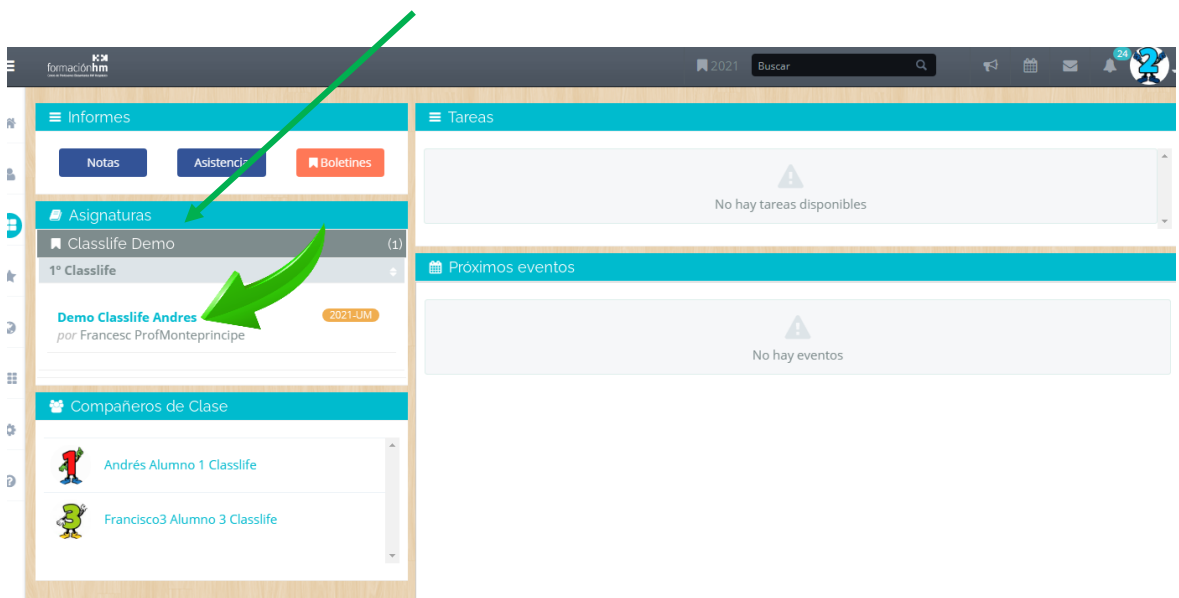 formaciónhm
2021
Buscar
24
Informes
Notas
Asistencia
Boletines
Asignaturas
Classlife Demo (1)
1º Classlife
Demo Classlife Andres 2021-UM
por Francesc ProfMonteprincipe
Compañeros de Clase
Andrés Alumno 1 Classlife
Francisco3 Alumno 3 Classlife
Tareas
No hay tareas disponibles
Próximos eventos
No hay eventos